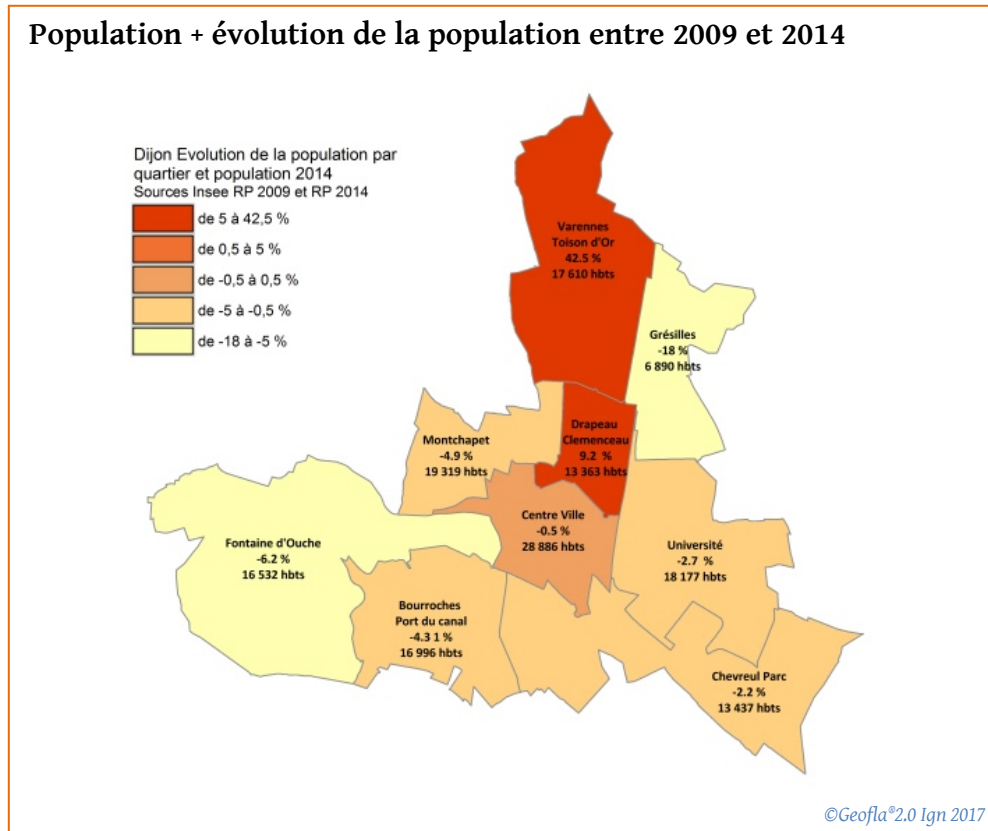 Population + évolution de la population entre 2009 et 2014
Dijon Evolution de la population par
quartier et population 2014
Sources Insee RP 2009 et RP 2014
de 5 à 42,5 %
de 0,5 à 5 %
de -0,5 à 0,5 %
de -5 à -0,5 %
de -18 à -5 %
Varennes
Toison d'Or
42.5 %
17 610 hbts
Grésilles
-18 %
6 890 hbts
Drapeau
Clemenceau
9.2 %
13 363 hbts
Montchapet
-4.9 %
19 319 hbts
Centre Ville
-0.5 %
28 886 hbts
Fontaine d'Ouche
-6.2 %
16 532 hbts
Université
-2.7 %
18 177 hbts
Bourroches
Port du canal
-4.3 1 %
16 996 hbts
Chevreul Parc
-2.2 %
13 437 hbts
©Geofla®2.0 Ign 2017